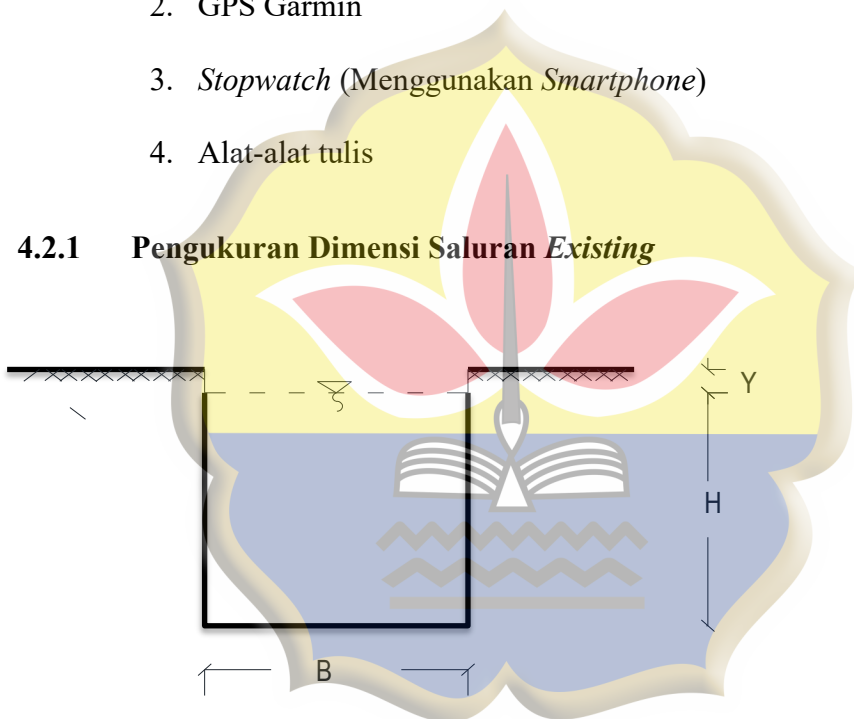 2. GPS Garmin
3. Stopwatch (Menggunakan Smartphone)
4. Alat-alat tulis
4.2.1 Pengukuran Dimensi Saluran Existing
Y
H
B